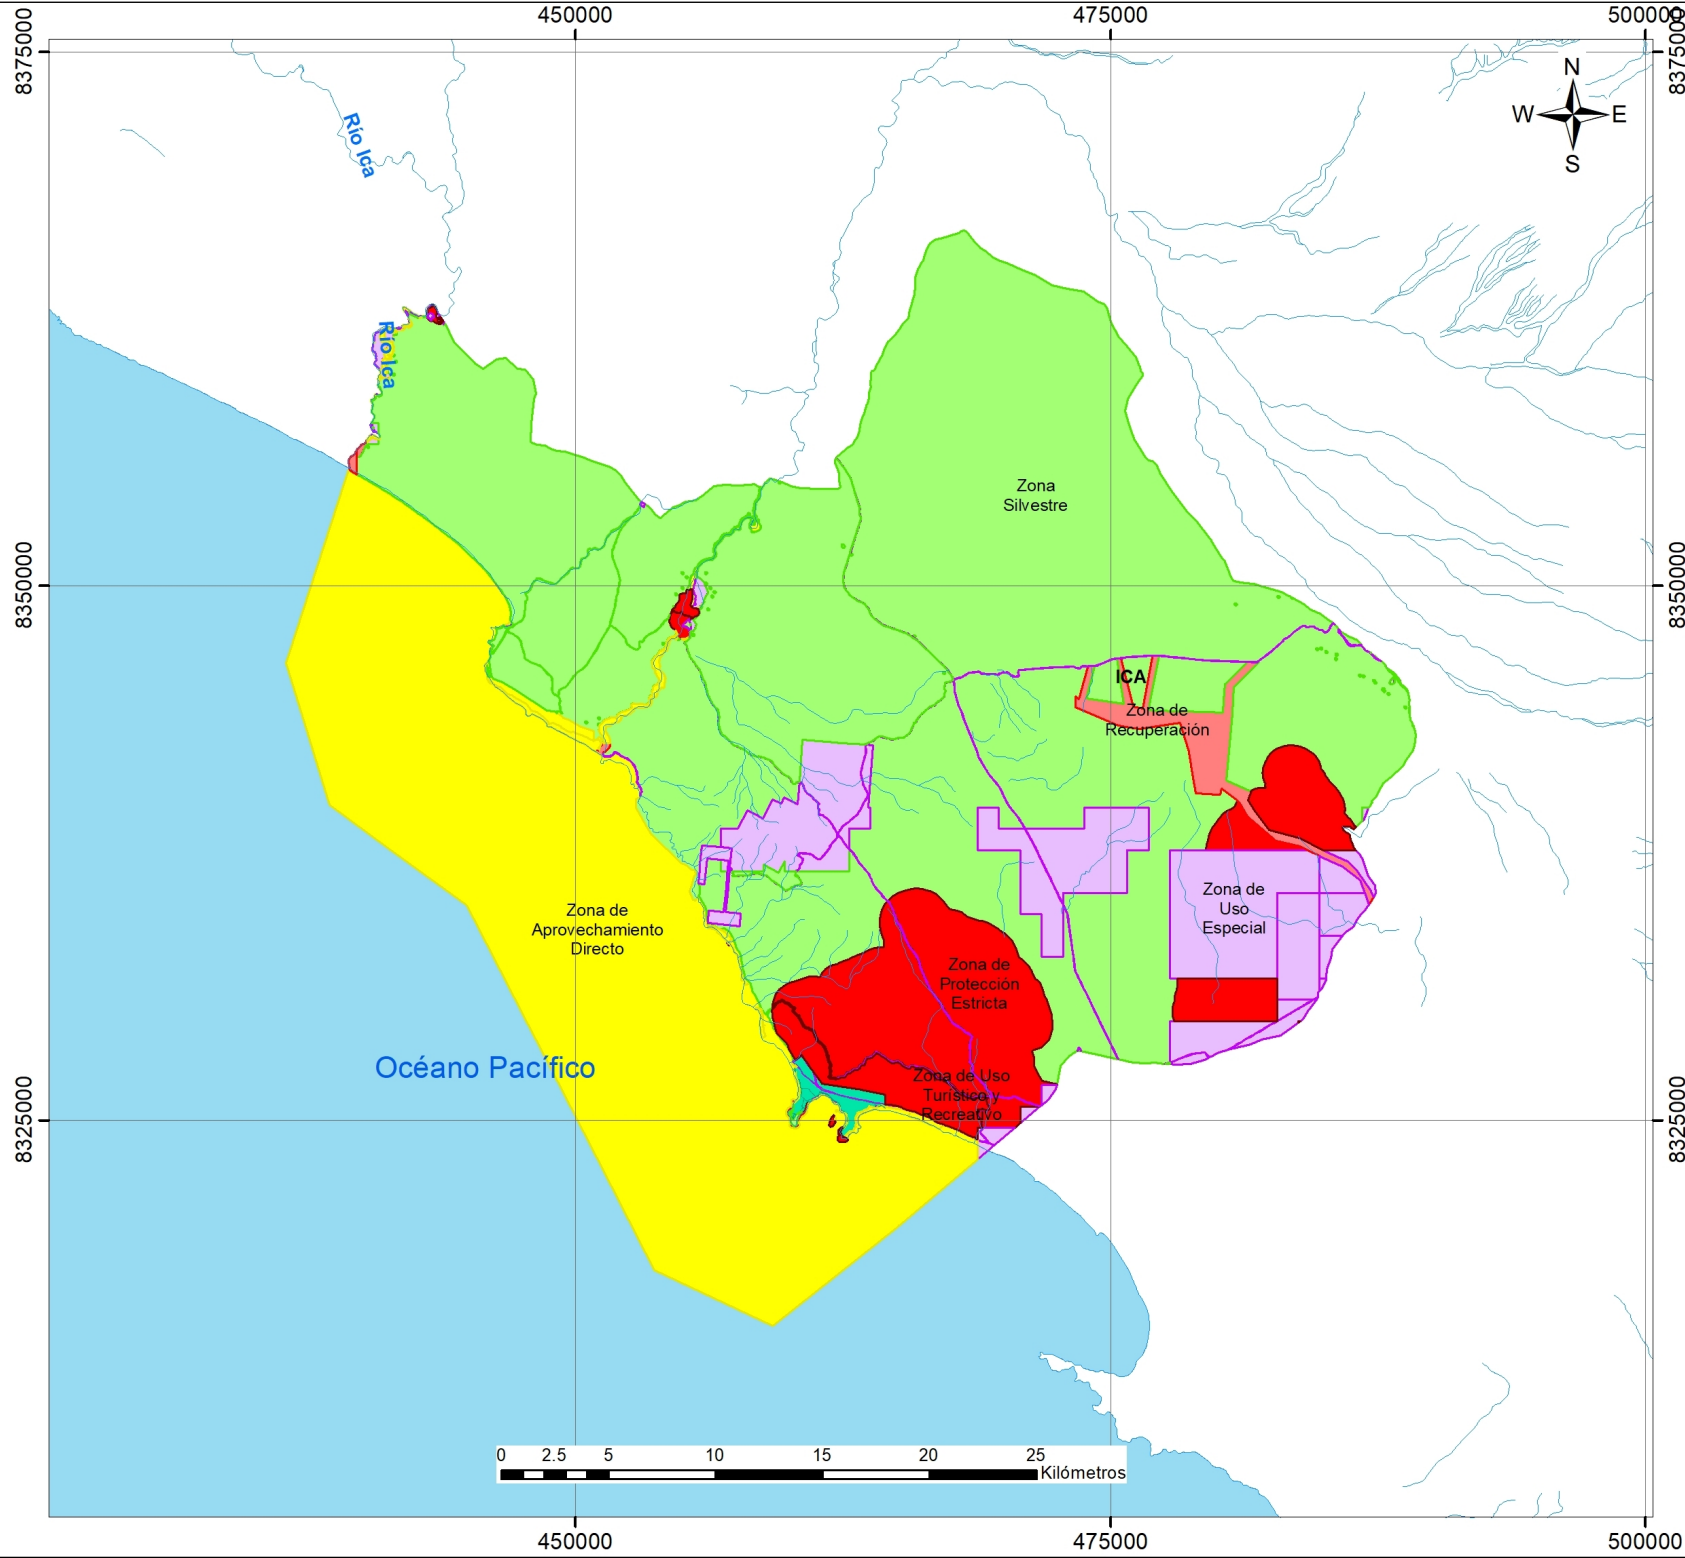 450000
475000
500000
8375000
8375000
N
W
E
S
Río Ica
Río Ica
Zona
Silvestre
8350000
8350000
ICA
Zona de
Recuperación
Zona de
Uso
Especial
Zona de
Aprovechamiento
Directo
Zona de
Protección
Estricta
Océano Pacífico
Zona de Uso
Turístico y
Recreativo
8325000
8325000
0
2.5
5
10
15
20
25
Kilómetros
450000
475000
500000